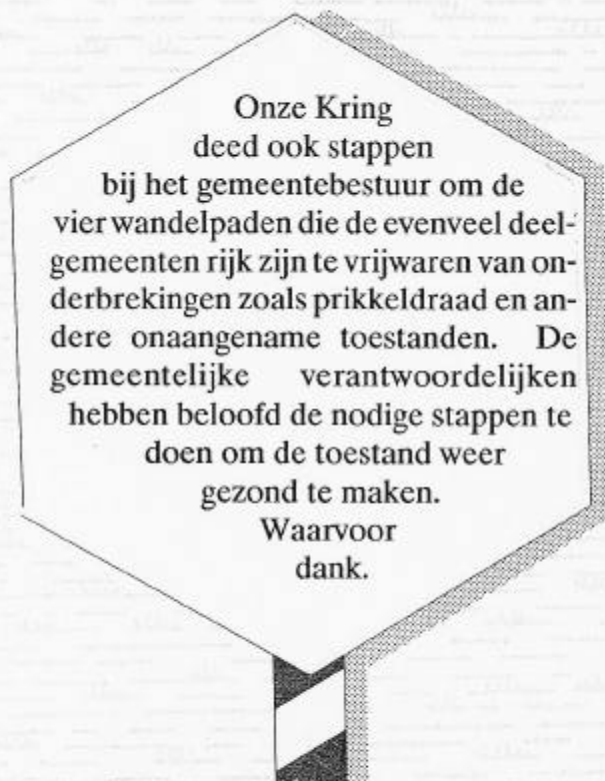 Onze Kring
deed ook stappen
bij het gemeentebestuur om de
vier wandelpaden die de evenveel deel-
gemeenten rijk zijn te vrijwaren van on-
derbrekingen zoals prikkeldraad en an-
dere onaangename toestanden. De
gemeentelijke verantwoordelijken
hebben beloofd de nodige stappen te
doen om de toestand weer
gezond te maken.
Waarvoor
dank.